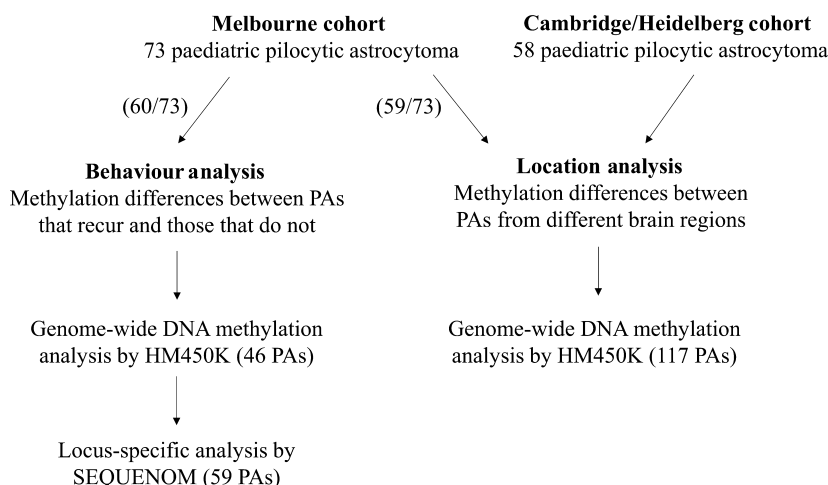 Melbourne cohort
73 paediatric pilocytic astrocytoma
Cambridge/Heidelberg cohort
58 paediatric pilocytic astrocytoma
(60/73)
(59/73)
Behaviour analysis
Methylation differences between PAs
that recur and those that do not
Location analysis
Methylation differences between
PAs from different brain regions
Genome-wide DNA methylation
analysis by HM450K (46 PAs)
Genome-wide DNA methylation
analysis by HM450K (117 PAs)
Locus-specific analysis by
SEQUENOM (59 PAs)